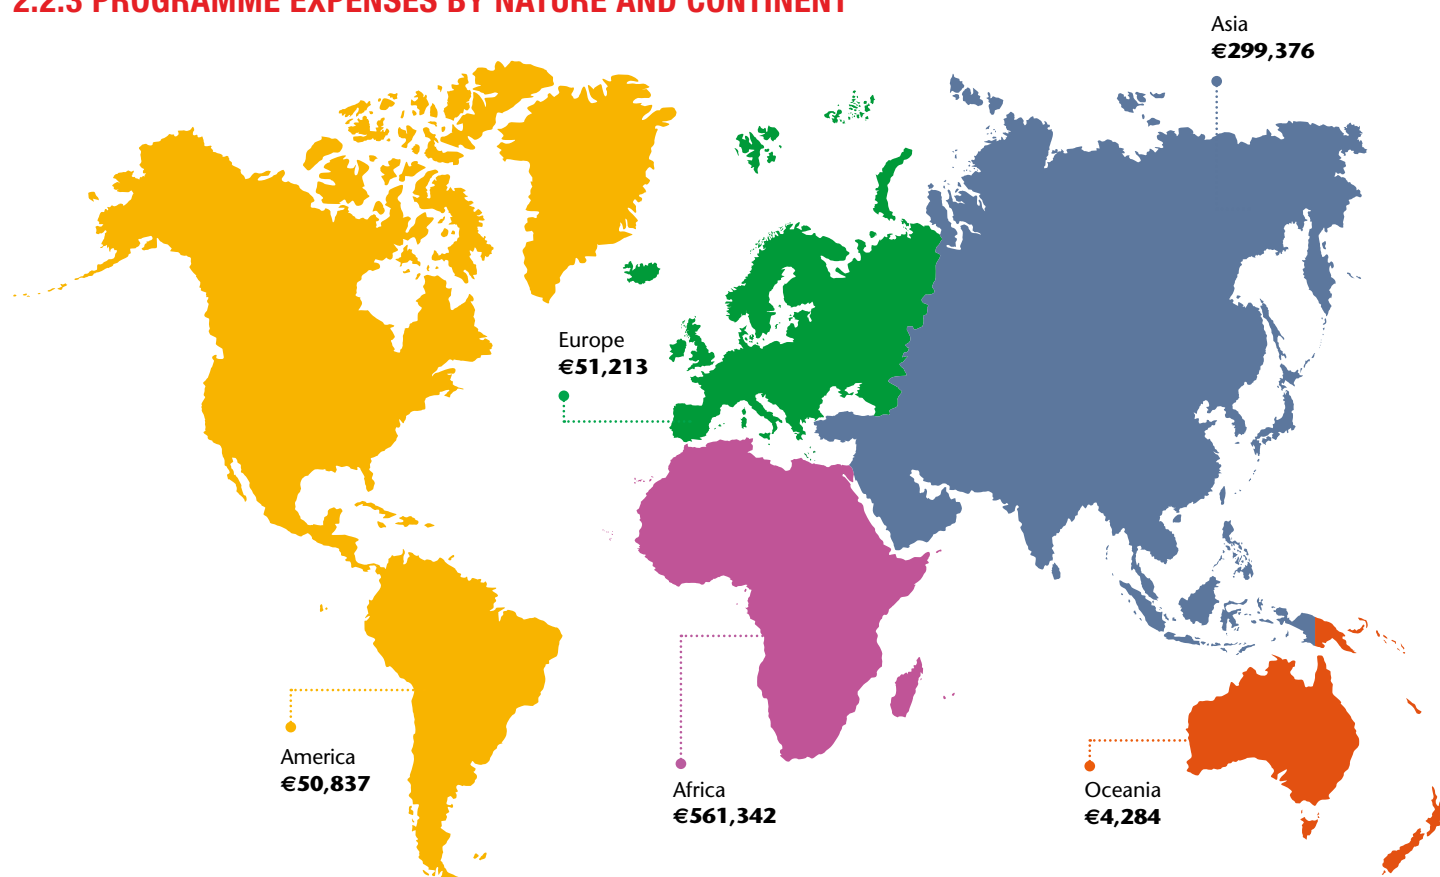 2.2.3 PROGRAMME EXPENSES BY NATURE AND CONTINENT
Asia
€299,376
Europe
€51,213
America
€50,837
Africa
€561,342
Oceania
€4,284